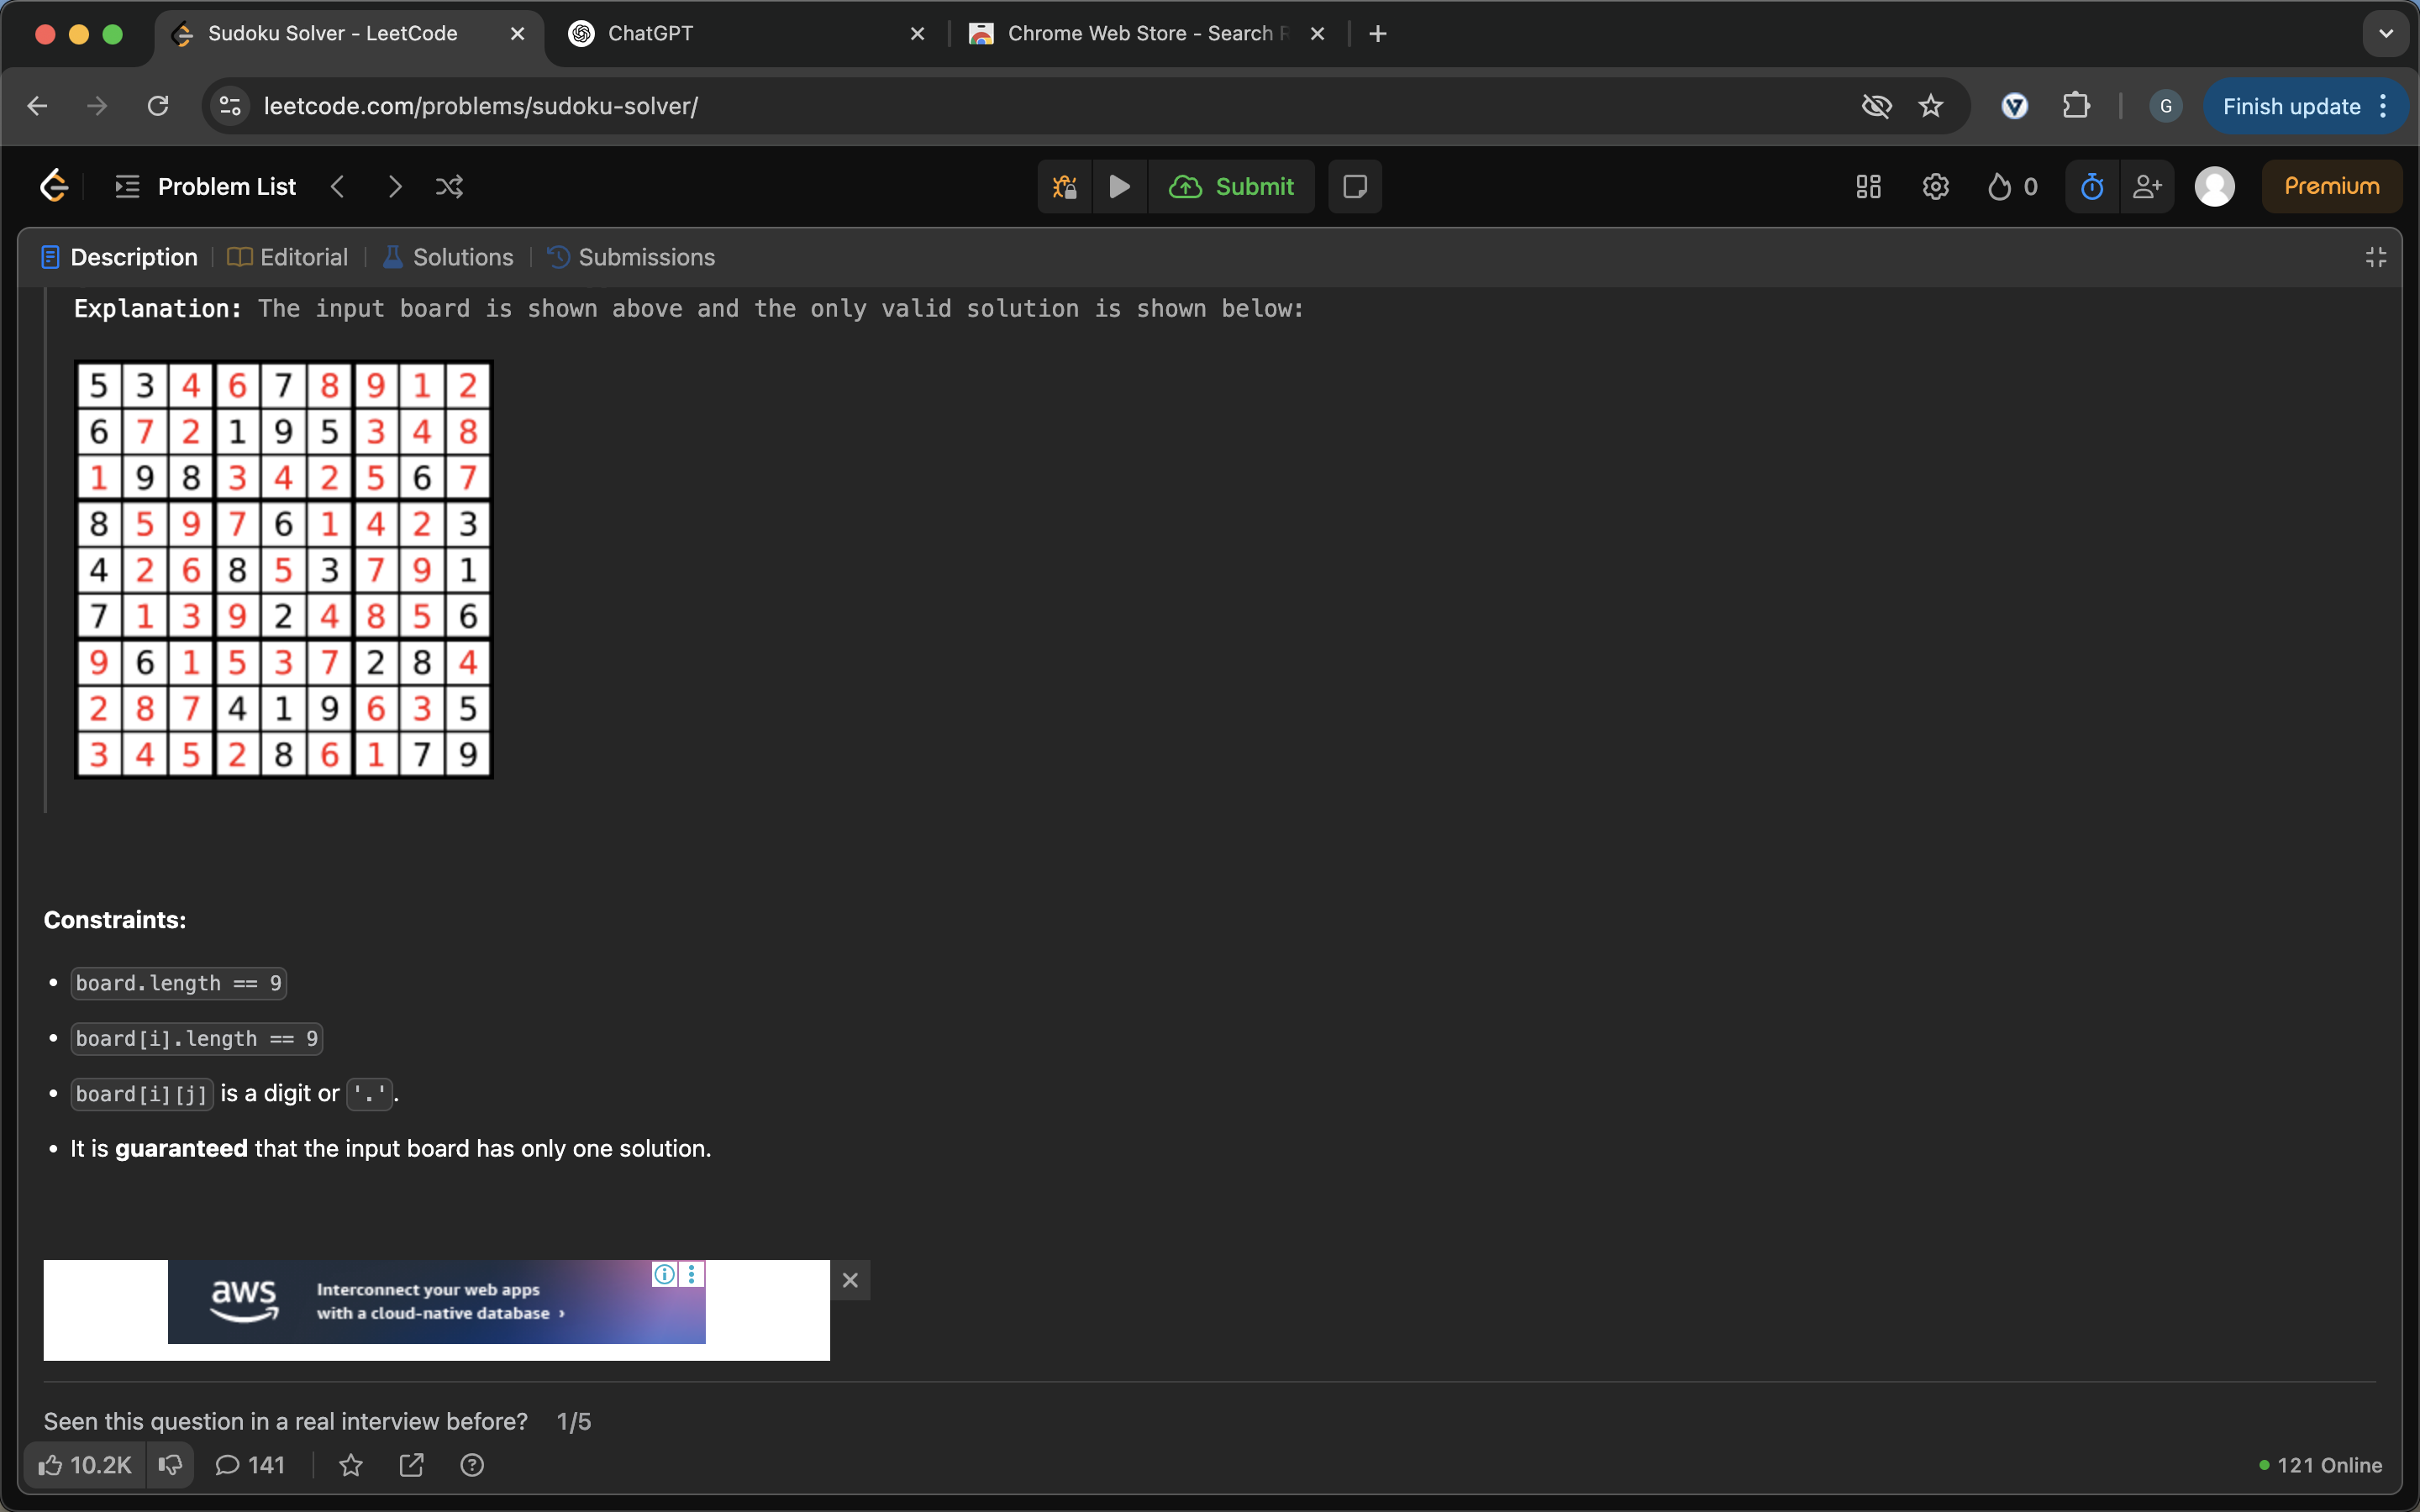 Sudoku Solver - LeetCode
ChatGPT
Chrome Web Store - Search
leetcode.com/problems/sudoku-solver/
G
Finish update
Problem List
Submit
0
Premium
Description
Editorial
Solutions
Submissions
Explanation: The input board is shown above and the only valid solution is shown below:
5 3 4 6 7 8 9 1 2
6 7 2 1 9 5 3 4 8
1 9 8 3 4 2 5 6 7
8 5 9 7 6 1 4 2 3
4 2 6 8 5 3 7 9 1
7 1 3 9 2 4 8 5 6
9 6 1 5 3 7 2 8 4
2 8 7 4 1 9 6 3 5
3 4 5 2 8 6 1 7 9
Constraints:
board.length == 9
board[i].length == 9
board[i][j] is a digit or '.'.
It is guaranteed that the input board has only one solution.
aws
Interconnect your web apps
with a cloud-native database ›
Seen this question in a real interview before? 1/5
10.2K
141
121 Online